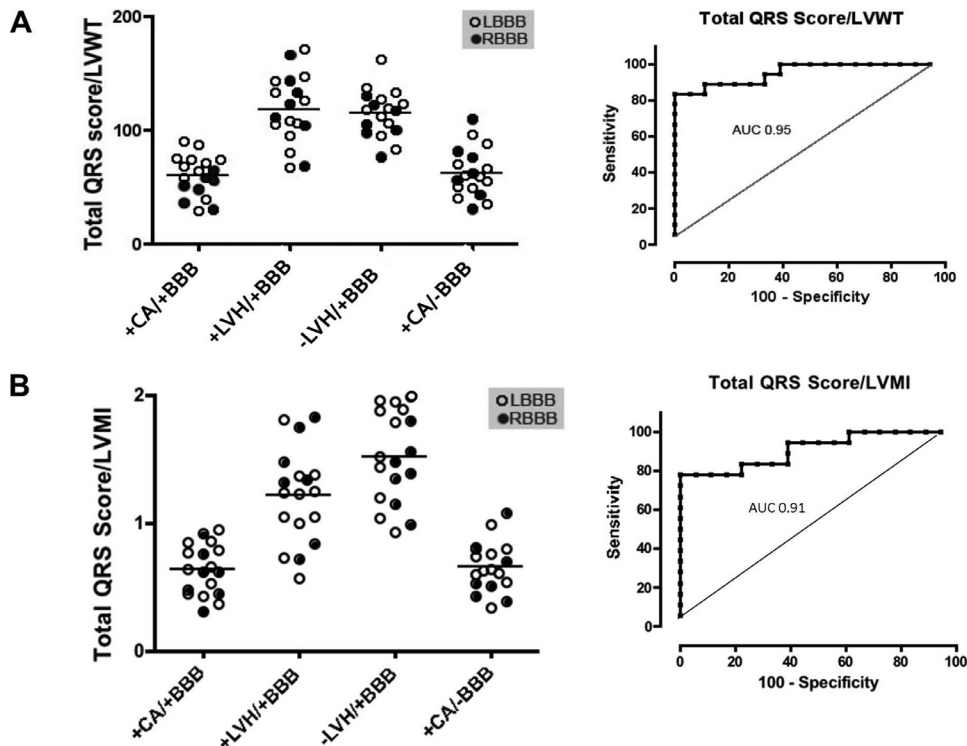 A
Total QRS score/LVWT
200
100
0
LBBB
RBBB
+CA/+BBB
+LVH/+BBB
-LVH/+BBB
+CA/-BBB
Total QRS Score/LVWT
Sensitivity
100
80
60
40
20
0
AUC 0.95
0 20 40 60 80 100
100 - Specificity
B
Total QRS Score/LVMI
2
1
0
LBBB
RBBB
+CA/+BBB
+LVH/+BBB
-LVH/+BBB
+CA/-BBB
Total QRS Score/LVMI
Sensitivity
100
80
60
40
20
0
AUC 0.91
0 20 40 60 80 100
100 - Specificity